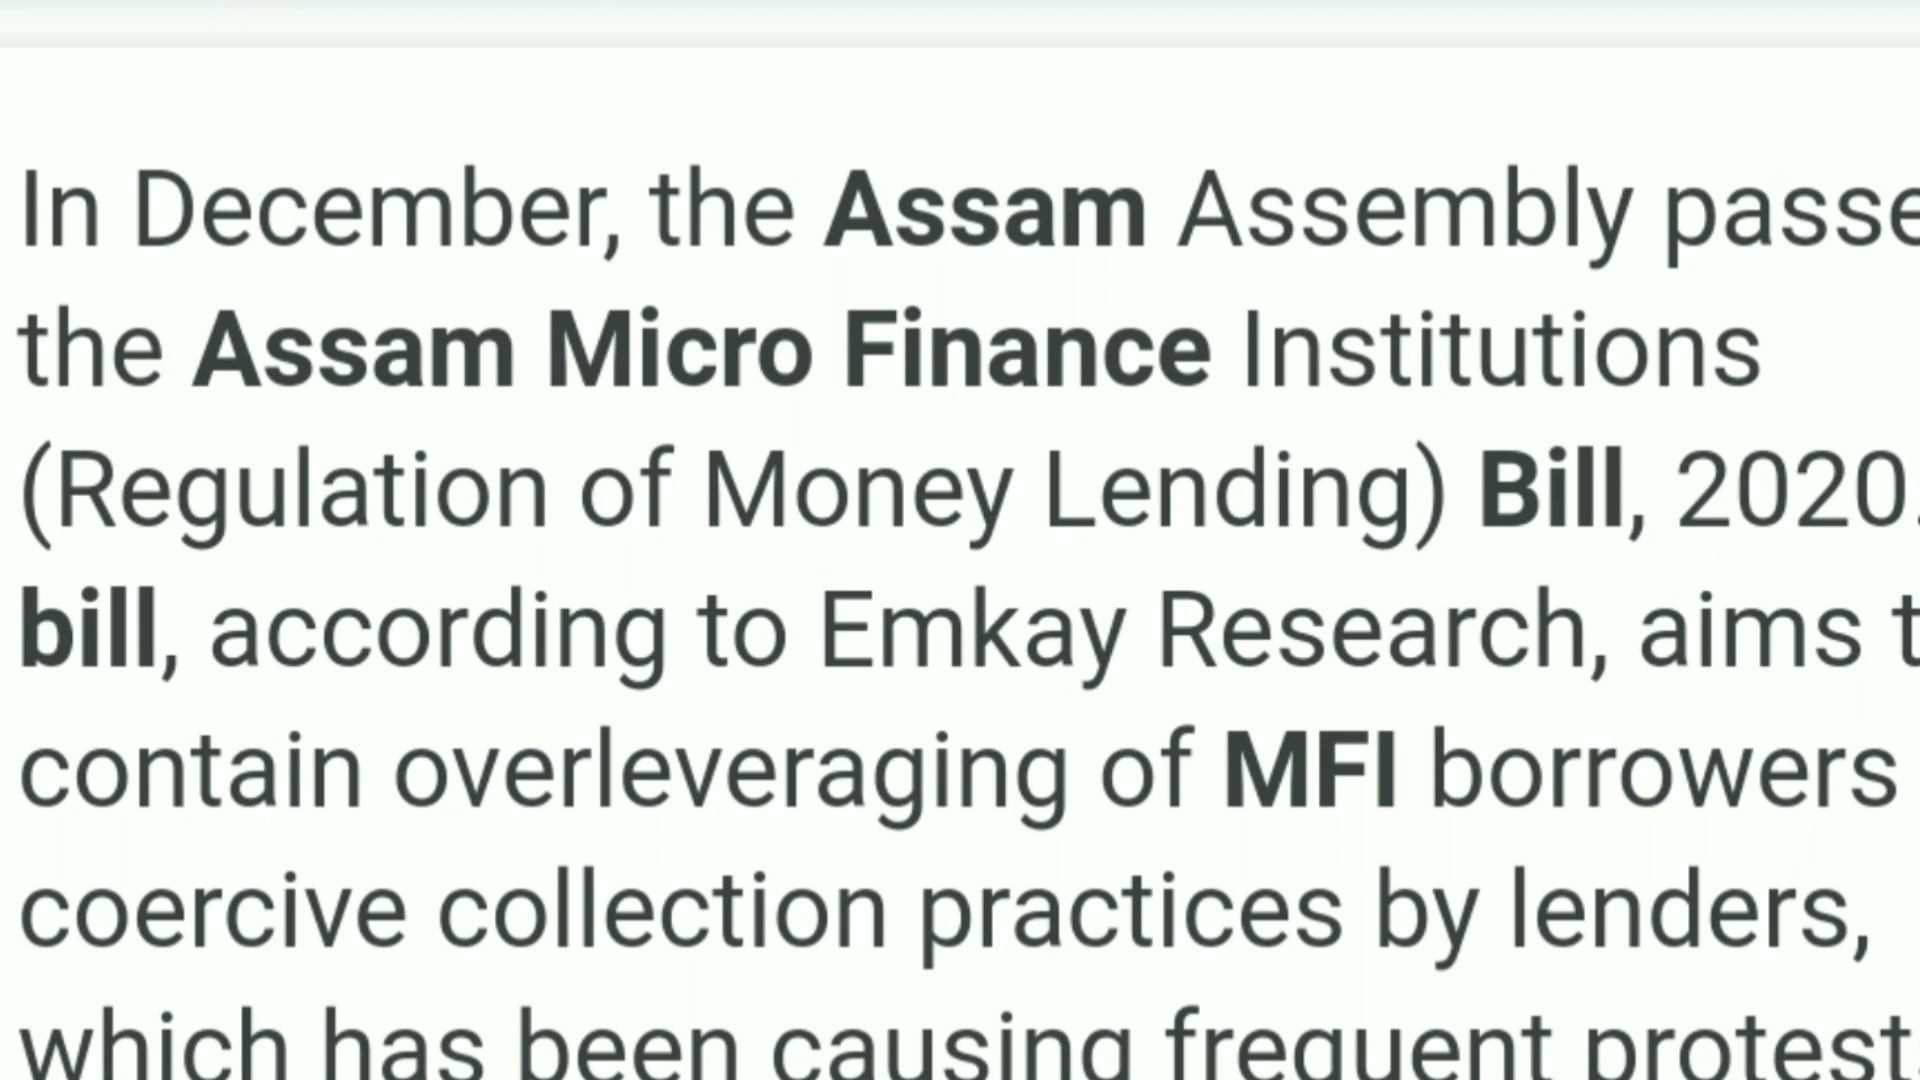 In December, the Assam Assembly passe
the Assam Micro Finance Institutions
(Regulation of Money Lending) Bill, 2020.
bill, according to Emkay Research, aims t
contain overleveraging of MFI borrowers
coercive collection practices by lenders,
which has been causing frequent protest